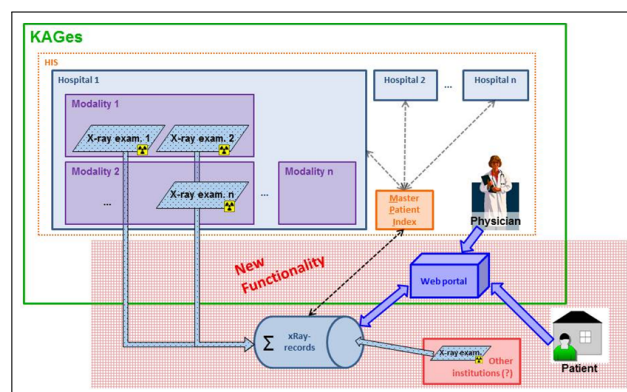 KAGes
HIS
Hospital 1
Hospital 2
...
Hospital n
Modality 1
X-ray exam. 1
X-ray exam. 2
Modality 2
...
X-ray exam. n
...
Modality n
Master
Patient
Index
Physician
New
Functionality
Web portal
Σ
xRay-
records
X-ray exam.
Other
institutions (?)
Patient